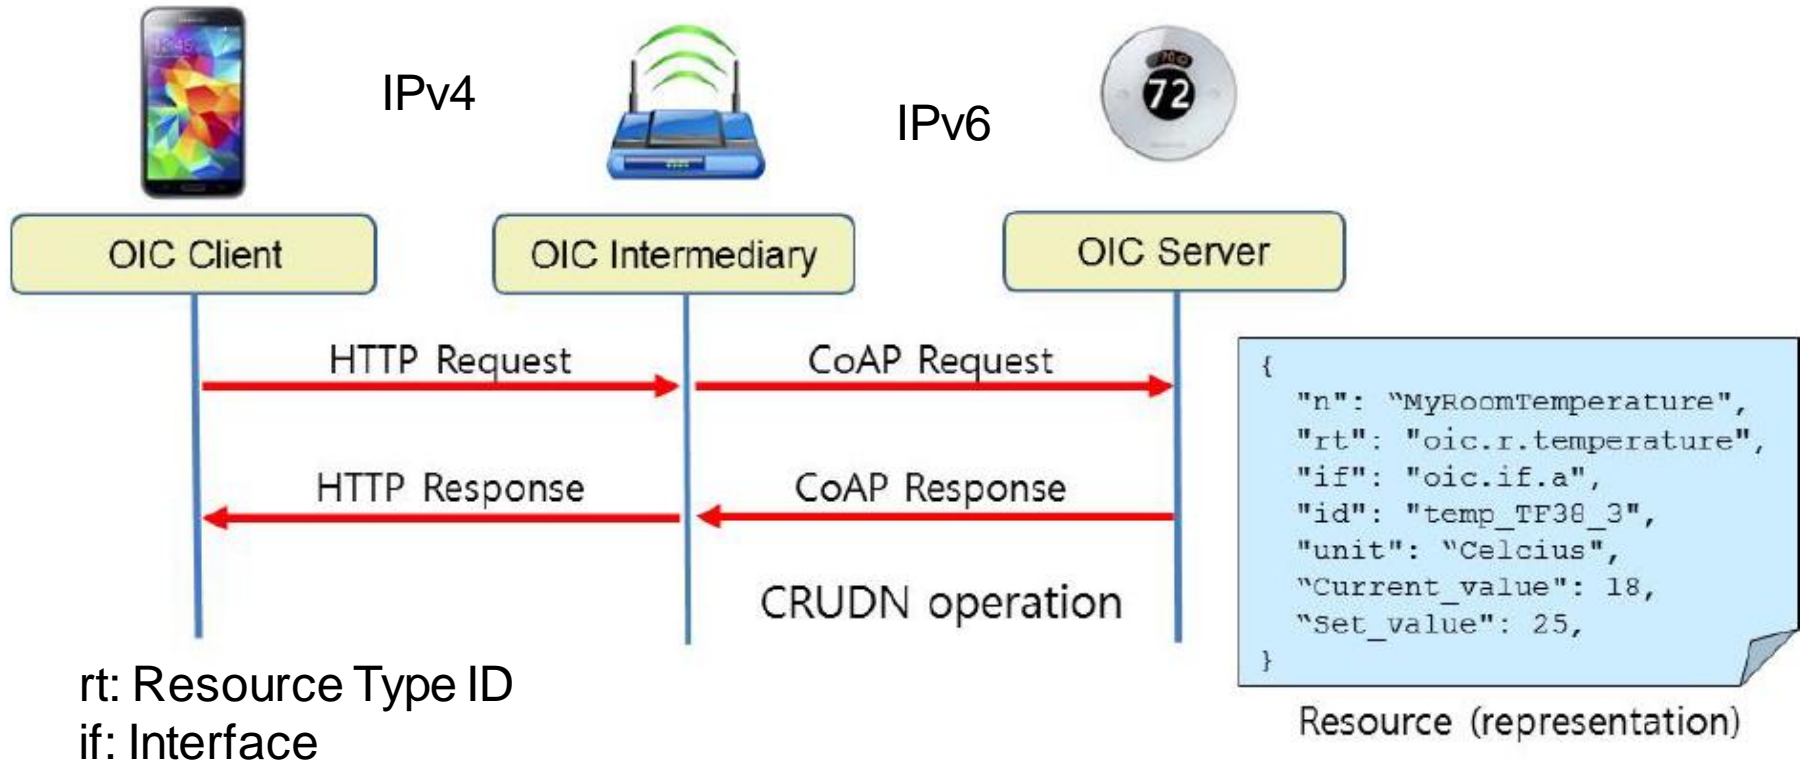 IPv4
IPv6
72
OIC Client
OIC Intermediary
OIC Server
HTTP Request
CoAP Request
HTTP Response
CoAP Response
CRUDN operation
{
"n": “MyRoomTemperature",
"rt": "oic.r.temperature",
"if": "oic.if.a",
"id": "temp_TF38_3",
"unit": “Celcius",
“Current_value": 18,
“Set_value": 25,
}
Resource (representation)
rt: Resource Type ID
if: Interface